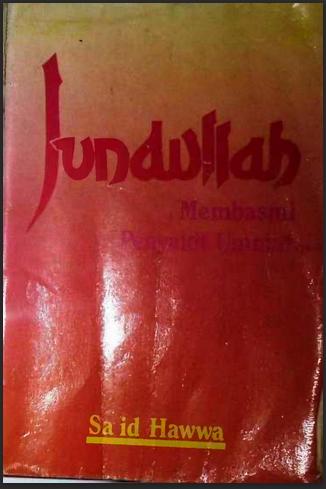 Jundullah
Membasmi
Penyakit Ummat
Sa id Hawwa